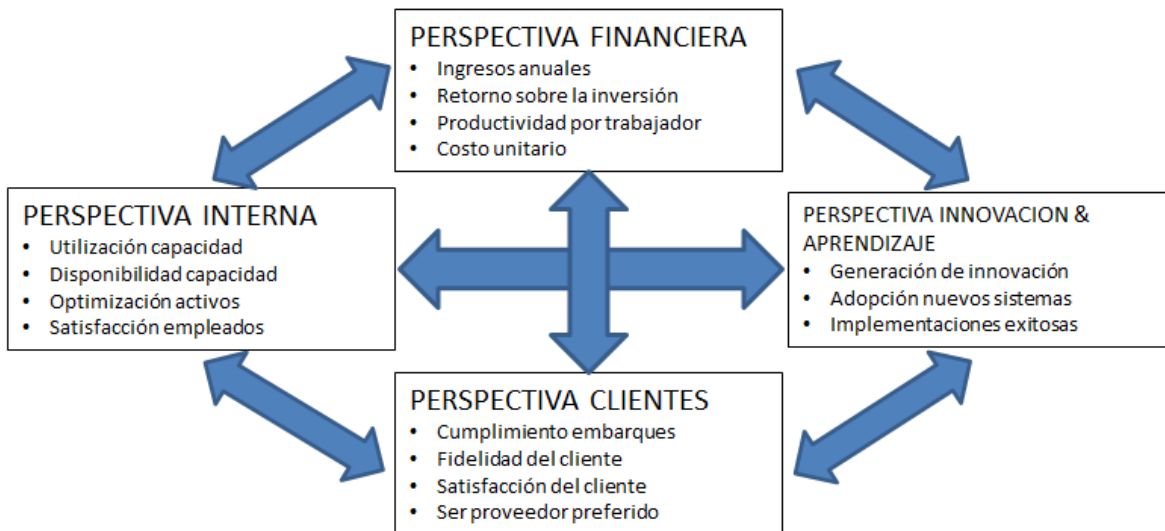 PERSPECTIVA FINANCIERA
• Ingresos anuales
• Retorno sobre la inversión
• Productividad por trabajador
• Costo unitario
PERSPECTIVA INTERNA
• Utilización capacidad
• Disponibilidad capacidad
• Optimización activos
• Satisfacción empleados
PERSPECTIVA INNOVACION &
APRENDIZAJE
• Generación de innovación
• Adopción nuevos sistemas
• Implementaciones exitosas
PERSPECTIVA CLIENTES
• Cumplimiento embarques
• Fidelidad del cliente
• Satisfacción del cliente
• Ser proveedor preferido